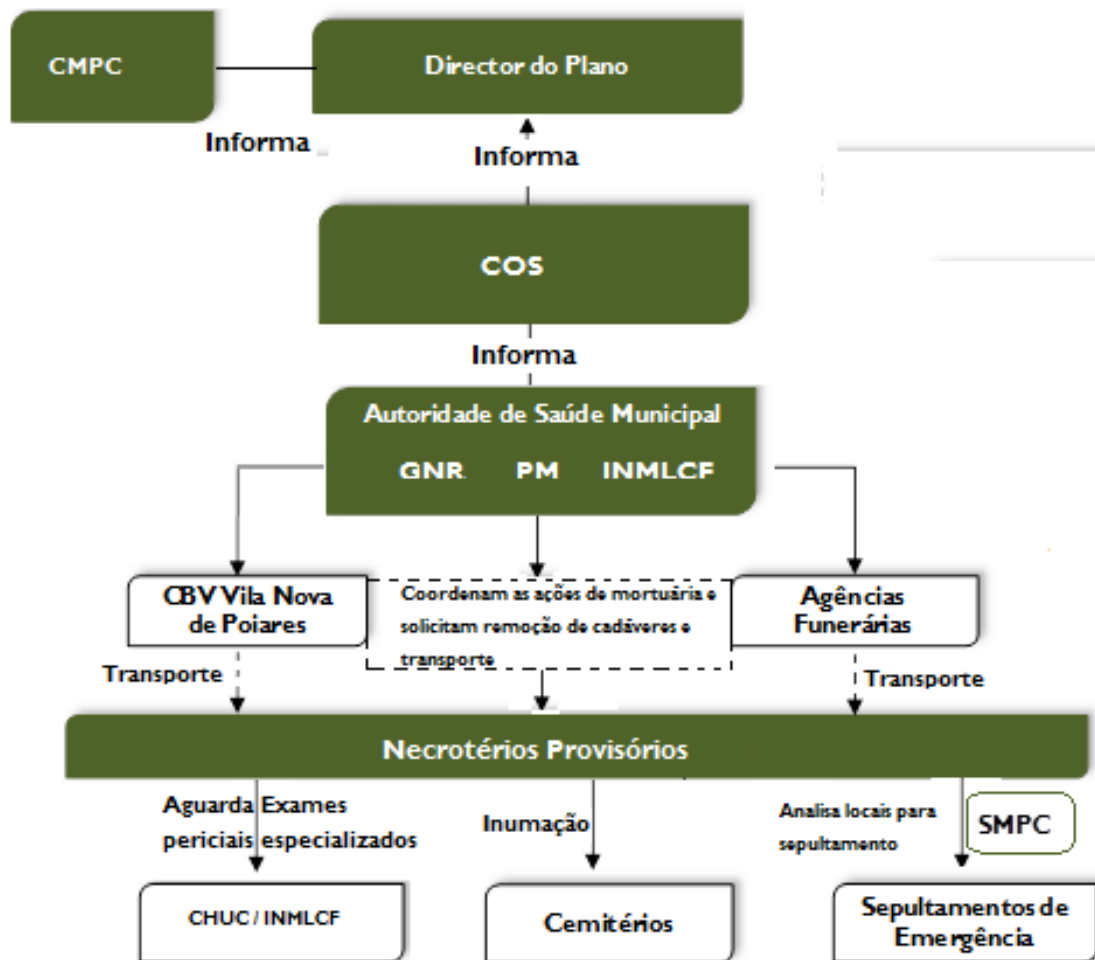 CMPC
Director do Plano
Informa
Informa
COS
Informa
Autoridade de Saúde Municipal
GNR PM INMLCF
CBV Vila Nova
de Poiares
Coordenam as ações de mortuária e
solicitam remoção de cadáveres e
transporte
Agências
Funerárias
Transporte
Transporte
Necrotérios Provisórios
Aguarda Exames
periciais especializados
Inumação
Analisa locais para
sepultamento
SMPC
CHUC / INMLCF
Cemitérios
Sepultamentos de
Emergência